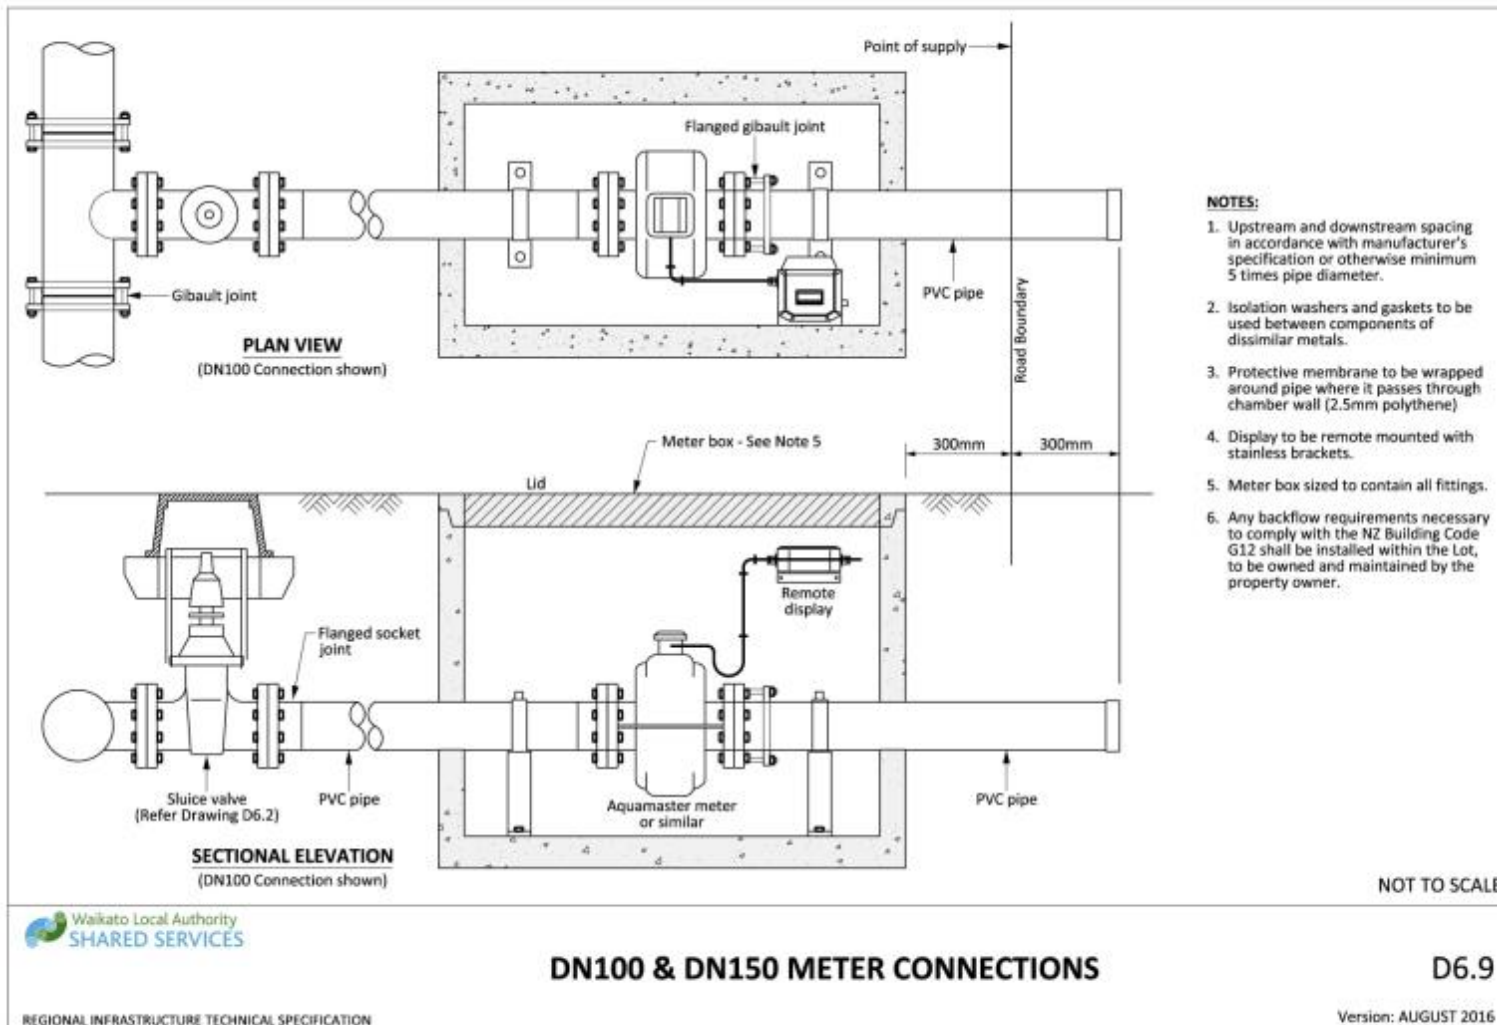 Point of supply
Flanged gibault joint
Gibault joint
PVC pipe
Road Boundary
PLAN VIEW
(DN100 Connection shown)
NOTES:
1. Upstream and downstream spacing
in accordance with manufacturer's
specification or otherwise minimum
5 times pipe diameter.
2. Isolation washers and gaskets to be
used between components of
dissimilar metals.
3. Protective membrane to be wrapped
around pipe where it passes through
chamber wall (2.5mm polythene)
4. Display to be remote mounted with
stainless brackets.
5. Meter box sized to contain all fittings.
6. Any backflow requirements necessary
to comply with the NZ Building Code
G12 shall be installed within the Lot,
to be owned and maintained by the
property owner.
Meter box - See Note 5
300mm
300mm
Lid
Remote
display
Flanged socket
joint
Sluice valve
(Refer Drawing D6.2)
PVC pipe
Aquamaster meter
or similar
PVC pipe
SECTIONAL ELEVATION
(DN100 Connection shown)
NOT TO SCALE
Waikato Local Authority
SHARED SERVICES
DN100 & DN150 METER CONNECTIONS
D6.9
REGIONAL INFRASTRUCTURE TECHNICAL SPECIFICATION
Version: AUGUST 2016